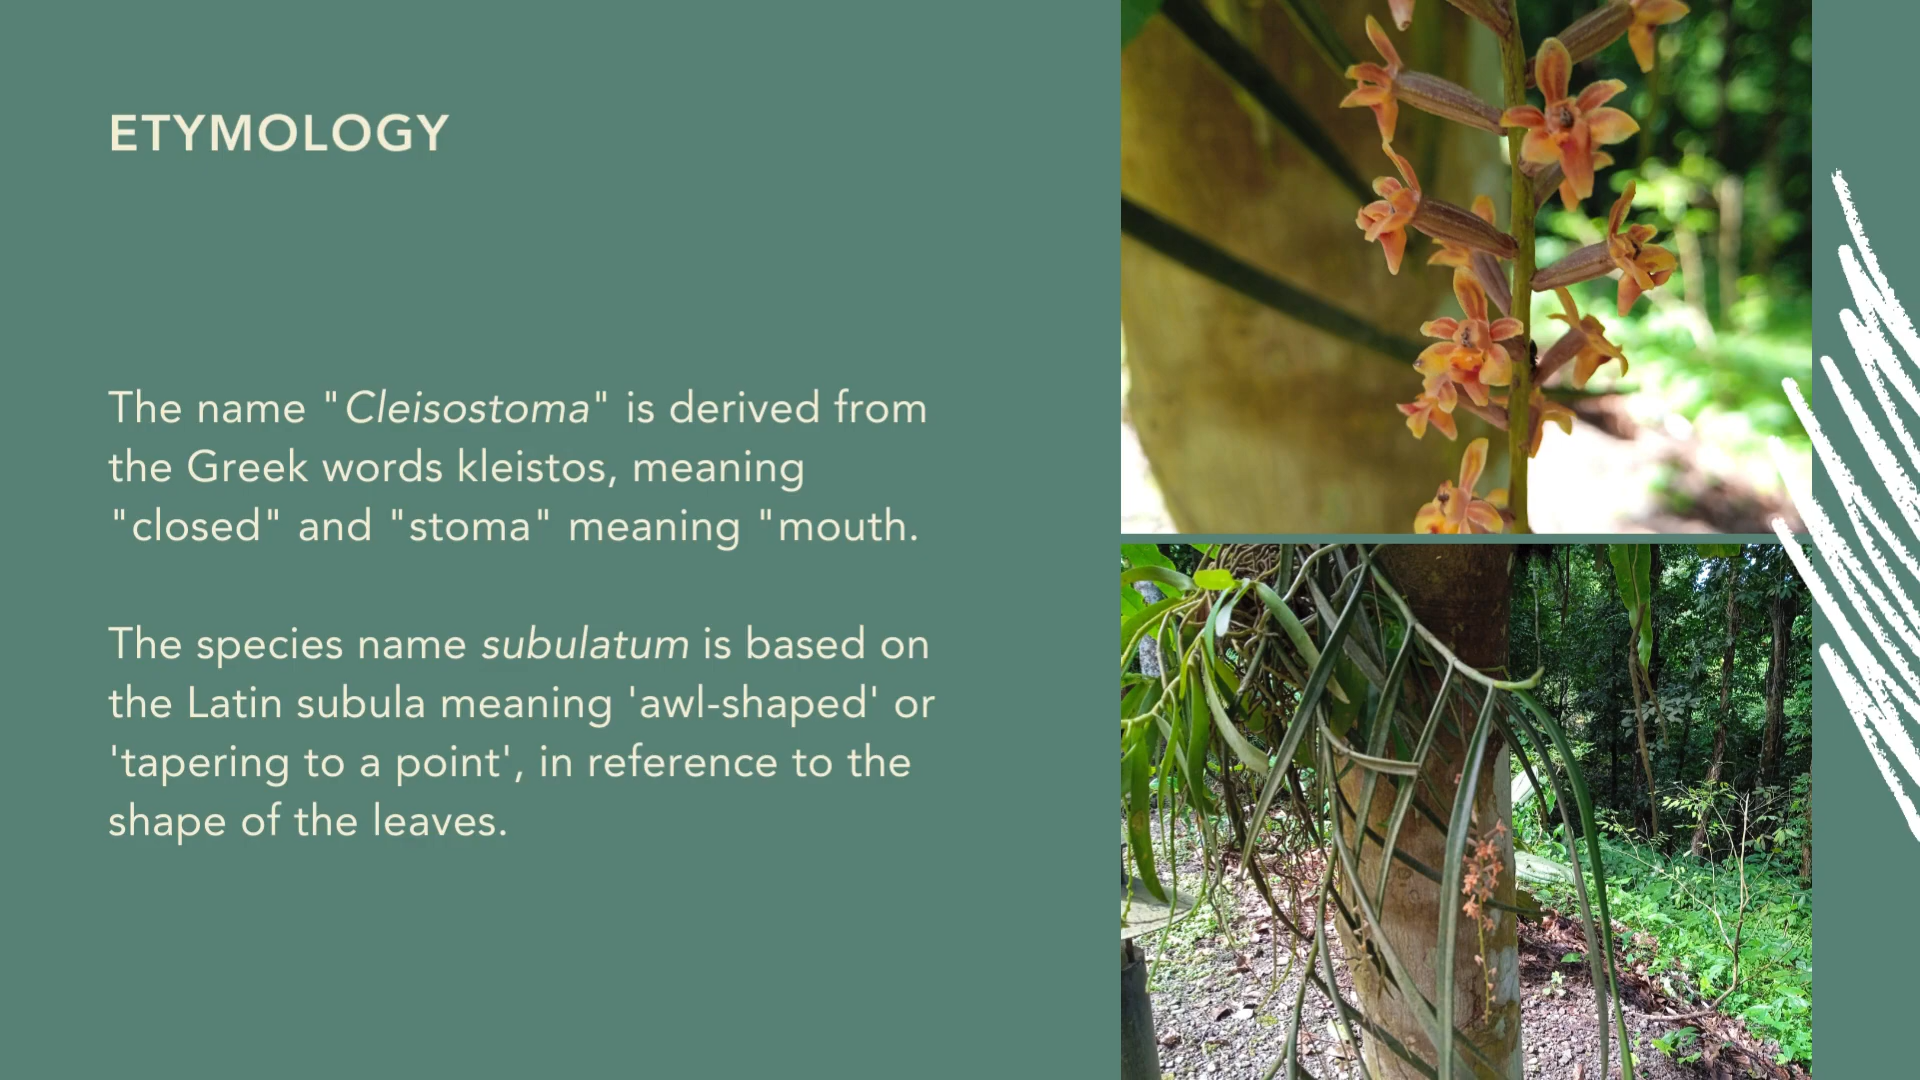 ETYMOLOGY
The name "Cleisostoma" is derived from
the Greek words kleistos, meaning
"closed" and "stoma" meaning "mouth.
The species name subulatum is based on
the Latin subula meaning 'awl-shaped' or
'tapering to a point', in reference to the
shape of the leaves.